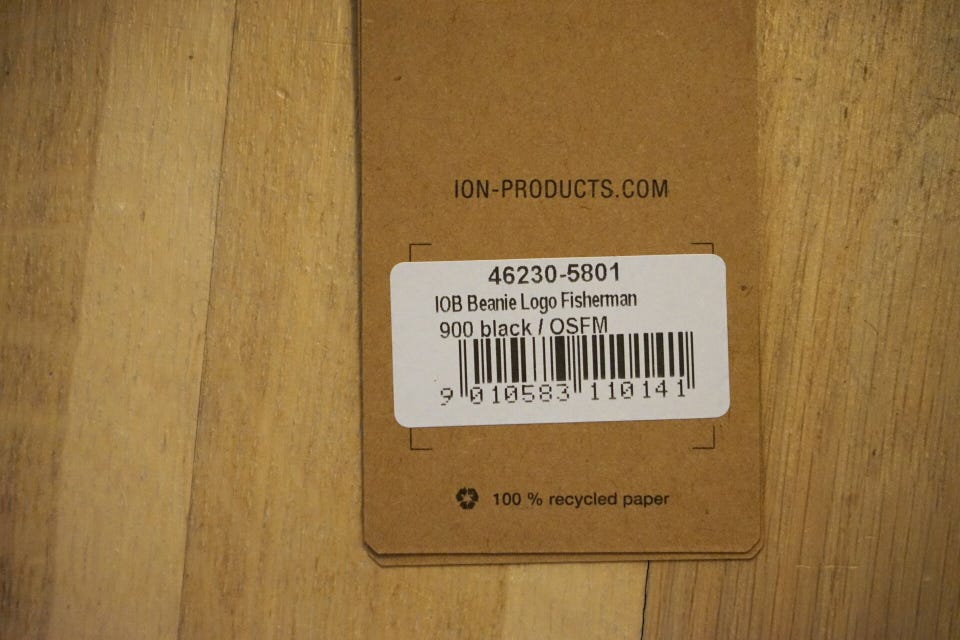 ION-PRODUCTS.COM
46230-5801
IOB Beanie Logo Fisherman
900 black / OSFM
9 010583 110141
100 % recycled paper